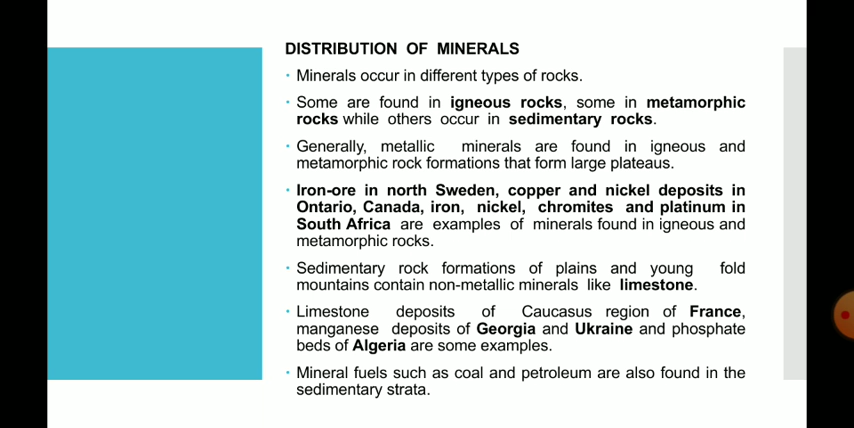 DISTRIBUTION OF MINERALS
• Minerals occur in different types of rocks.
• Some are found in igneous rocks, some in metamorphic
rocks while others occur in sedimentary rocks.
• Generally, metallic minerals are found in igneous and
metamorphic rock formations that form large plateaus.
• Iron-ore in north Sweden, copper and nickel deposits in
Ontario, Canada, iron, nickel, chromites and platinum in
South Africa are examples of minerals found in igneous and
metamorphic rocks.
• Sedimentary rock formations of plains and young fold
mountains contain non-metallic minerals like limestone.
• Limestone deposits of Caucasus region of France,
manganese deposits of Georgia and Ukraine and phosphate
beds of Algeria are some examples.
• Mineral fuels such as coal and petroleum are also found in the
sedimentary strata.